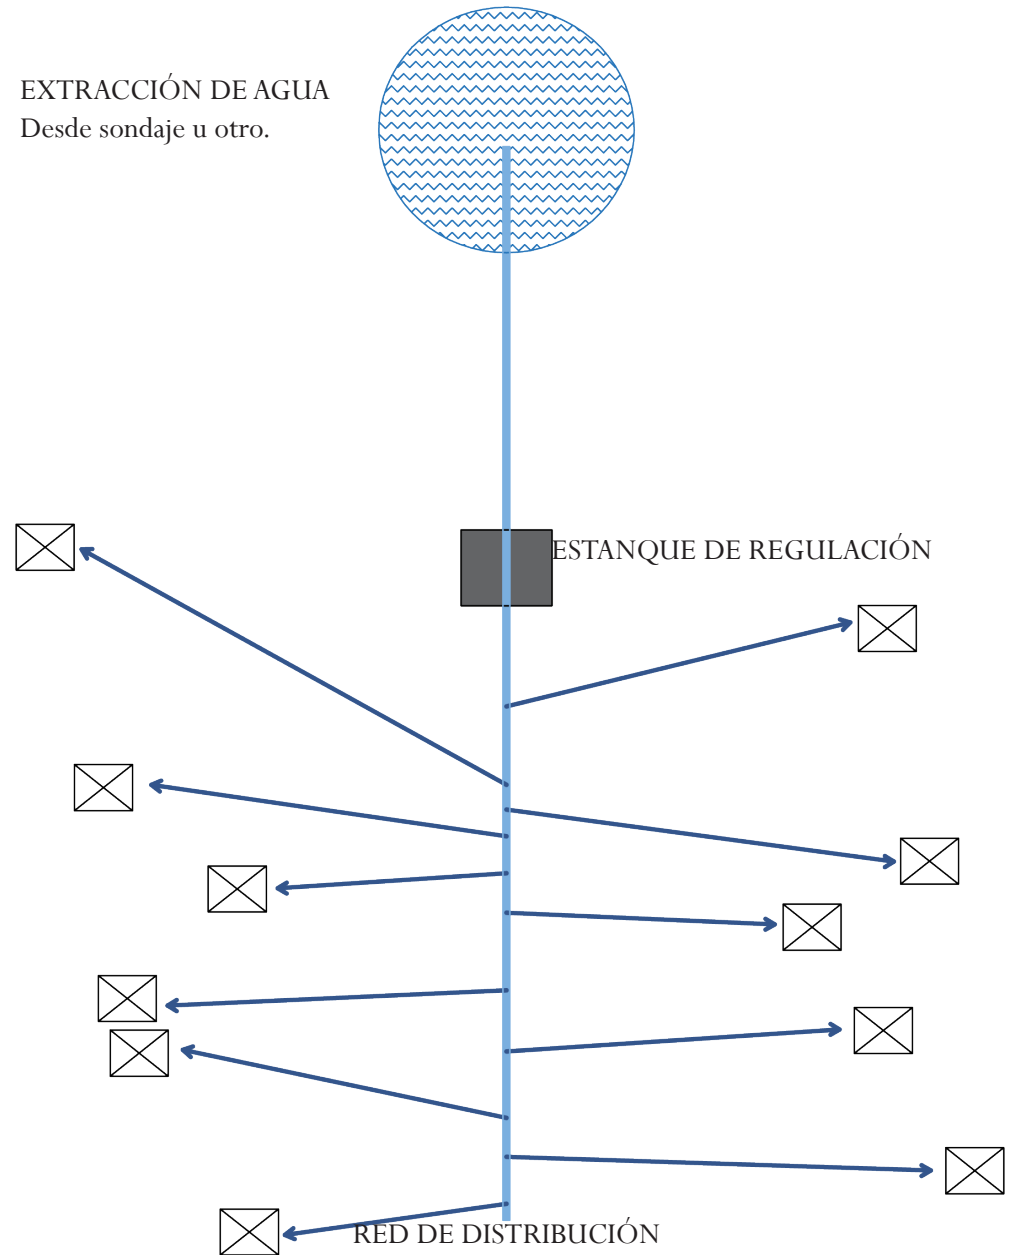 EXTRACCIÓN DE AGUA
Desde sondaje u otro.
ESTANQUE DE REGULACIÓN
RED DE DISTRIBUCIÓN